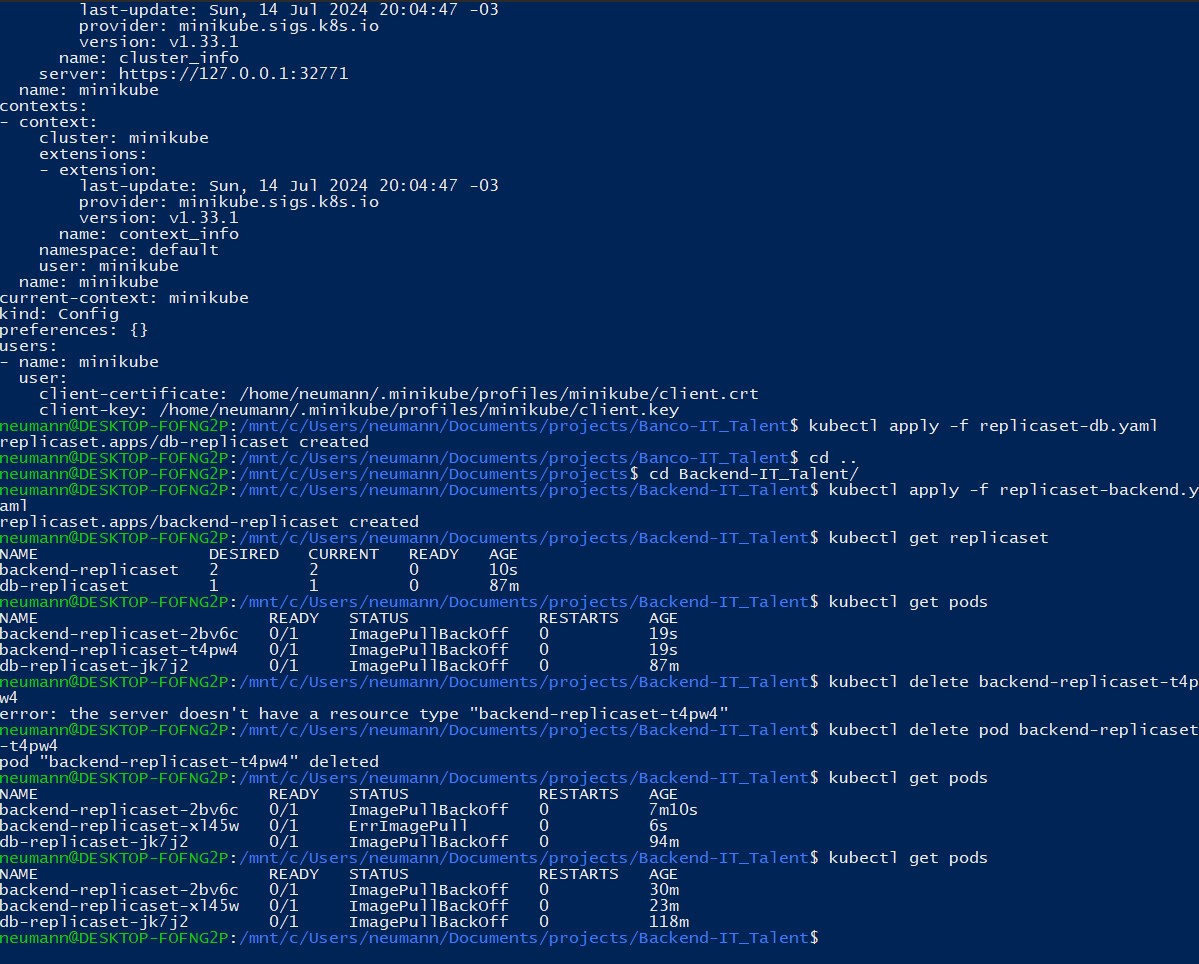 last-update: Sun, 14 Jul 2024 20:04:47 -03
        provider: minikube.sigs.k8s.io
        version: v1.33.1
      name: cluster_info
    server: https://127.0.0.1:32771
  name: minikube
contexts:
- context:
    cluster: minikube
    extensions:
    - extension:
        last-update: Sun, 14 Jul 2024 20:04:47 -03
        provider: minikube.sigs.k8s.io
        version: v1.33.1
      name: context_info
    namespace: default
    user: minikube
  name: minikube
current-context: minikube
kind: Config
preferences: {}
users:
- name: minikube
  user:
    client-certificate: /home/neumann/.minikube/profiles/minikube/client.crt
    client-key: /home/neumann/.minikube/profiles/minikube/client.key
neumann@DESKTOP-FOFNG2P:/mnt/c/Users/neumann/Documents/projects/Banco-IT_Talent$ kubectl apply -f replicaset-db.yaml
replicaset.apps/db-replicaset created
neumann@DESKTOP-FOFNG2P:/mnt/c/Users/neumann/Documents/projects/Banco-IT_Talent$ cd ..
neumann@DESKTOP-FOFNG2P:/mnt/c/Users/neumann/Documents/projects$ cd Backend-IT_Talent/
neumann@DESKTOP-FOFNG2P:/mnt/c/Users/neumann/Documents/projects/Backend-IT_Talent$ kubectl apply -f replicaset-backend.y
aml
replicaset.apps/backend-replicaset created
neumann@DESKTOP-FOFNG2P:/mnt/c/Users/neumann/Documents/projects/Backend-IT_Talent$ kubectl get replicaset
NAME                 DESIRED   CURRENT   READY   AGE
backend-replicaset   2         2         0       10s
db-replicaset        1         1         0       87m
neumann@DESKTOP-FOFNG2P:/mnt/c/Users/neumann/Documents/projects/Backend-IT_Talent$ kubectl get pods
NAME                       READY   STATUS             RESTARTS   AGE
backend-replicaset-2bv6c   0/1     ImagePullBackOff   0          19s
backend-replicaset-t4pw4   0/1     ImagePullBackOff   0          19s
db-replicaset-jk7j2        0/1     ImagePullBackOff   0          87m
neumann@DESKTOP-FOFNG2P:/mnt/c/Users/neumann/Documents/projects/Backend-IT_Talent$ kubectl delete backend-replicaset-t4p
w4
error: the server doesn't have a resource type "backend-replicaset-t4pw4"
neumann@DESKTOP-FOFNG2P:/mnt/c/Users/neumann/Documents/projects/Backend-IT_Talent$ kubectl delete pod backend-replicaset
-t4pw4
pod "backend-replicaset-t4pw4" deleted
neumann@DESKTOP-FOFNG2P:/mnt/c/Users/neumann/Documents/projects/Backend-IT_Talent$ kubectl get pods
NAME                       READY   STATUS             RESTARTS   AGE
backend-replicaset-2bv6c   0/1     ImagePullBackOff   0          7m10s
backend-replicaset-xl45w   0/1     ErrImagePull       0          6s
db-replicaset-jk7j2        0/1     ImagePullBackOff   0          94m
neumann@DESKTOP-FOFNG2P:/mnt/c/Users/neumann/Documents/projects/Backend-IT_Talent$ kubectl get pods
NAME                       READY   STATUS             RESTARTS   AGE
backend-replicaset-2bv6c   0/1     ImagePullBackOff   0          30m
backend-replicaset-xl45w   0/1     ImagePullBackOff   0          23m
db-replicaset-jk7j2        0/1     ImagePullBackOff   0          118m
neumann@DESKTOP-FOFNG2P:/mnt/c/Users/neumann/Documents/projects/Backend-IT_Talent$